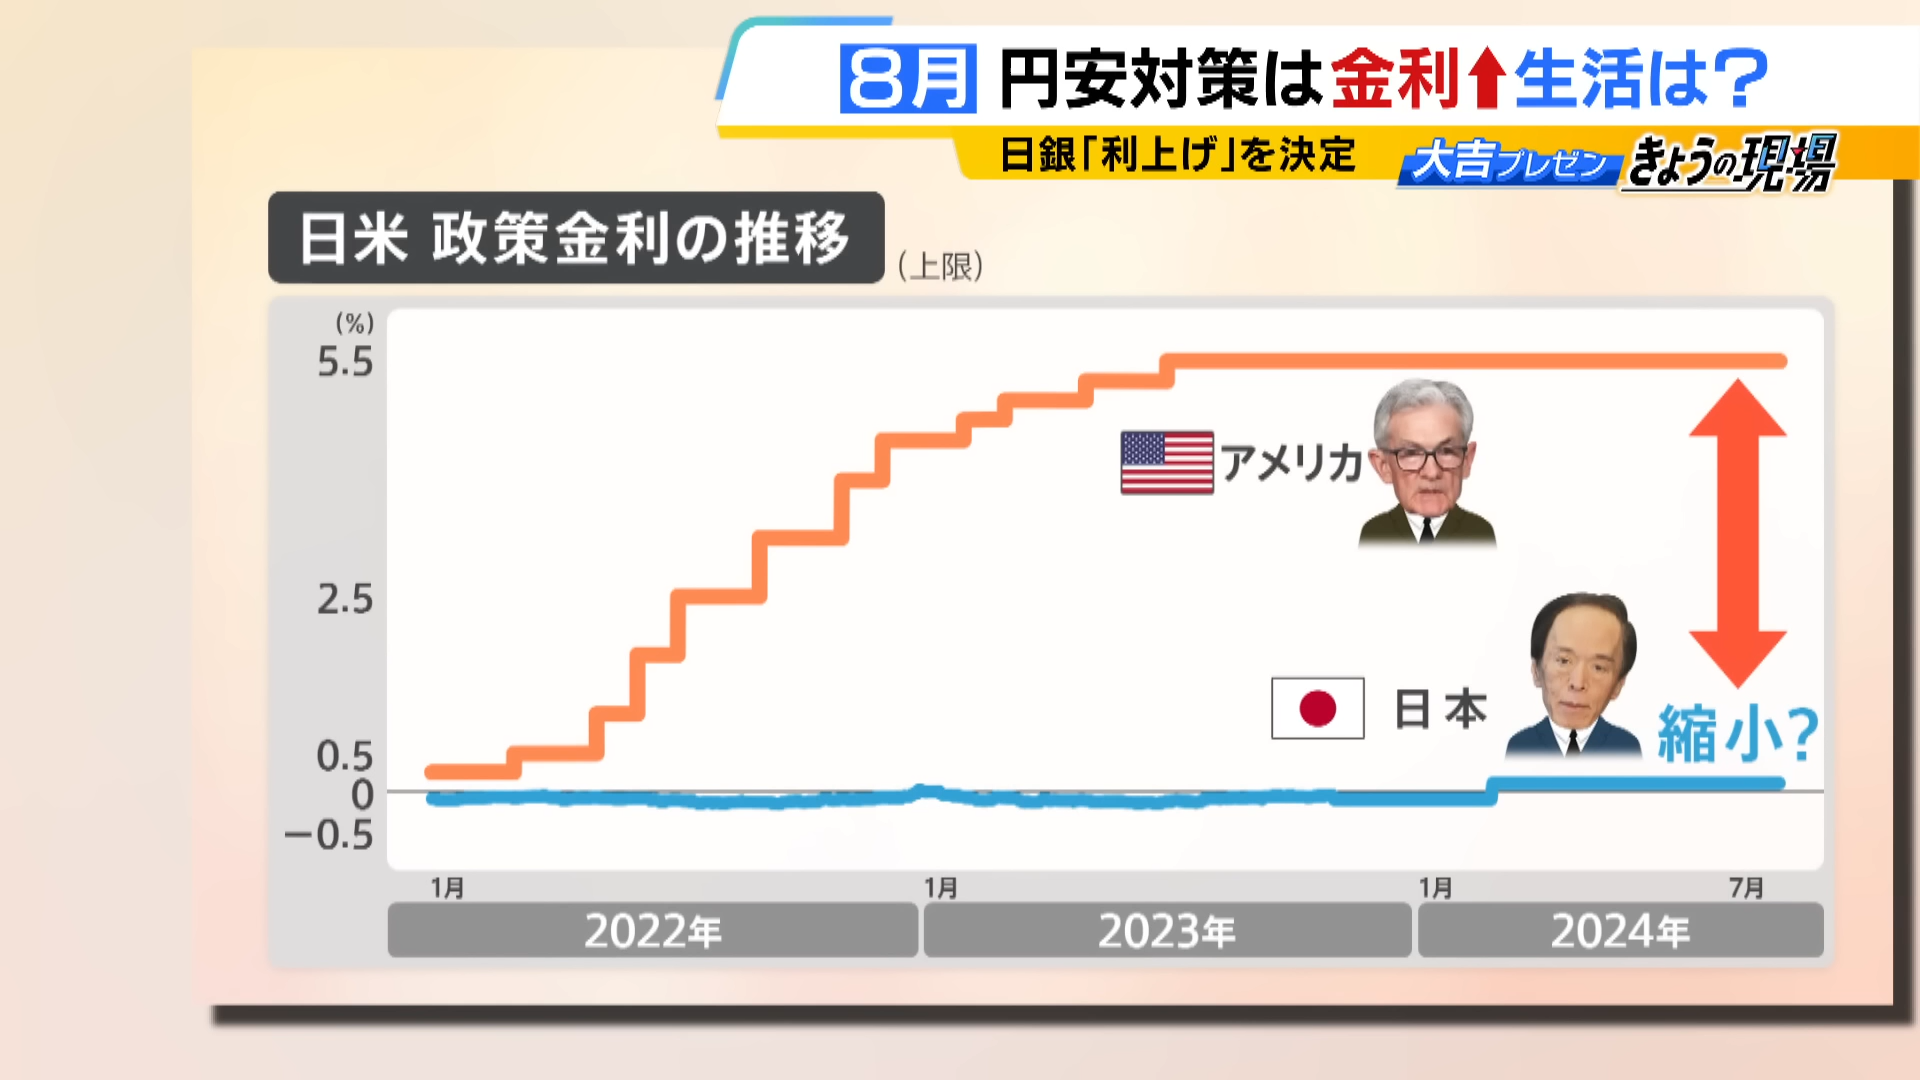 8月 円安対策は金利⬆生活は?
日銀「利上げ」を決定
大吉プレゼン きょうの現場
日米 政策金利の推移
(上限)
(%)
5.5
2.5
0.5
0
−0.5
アメリカ
日本
縮小?
1月
1月
1月
7月
2022年
2023年
2024年